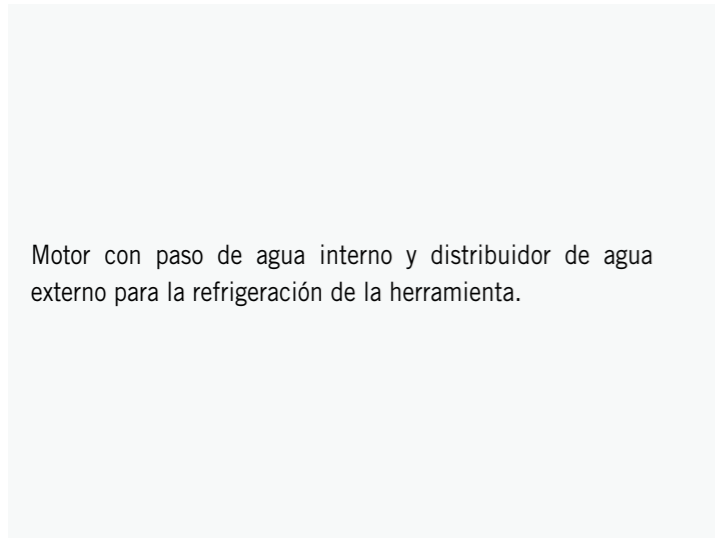 Motor con paso de agua interno y distribuidor de agua
externo para la refrigeración de la herramienta.